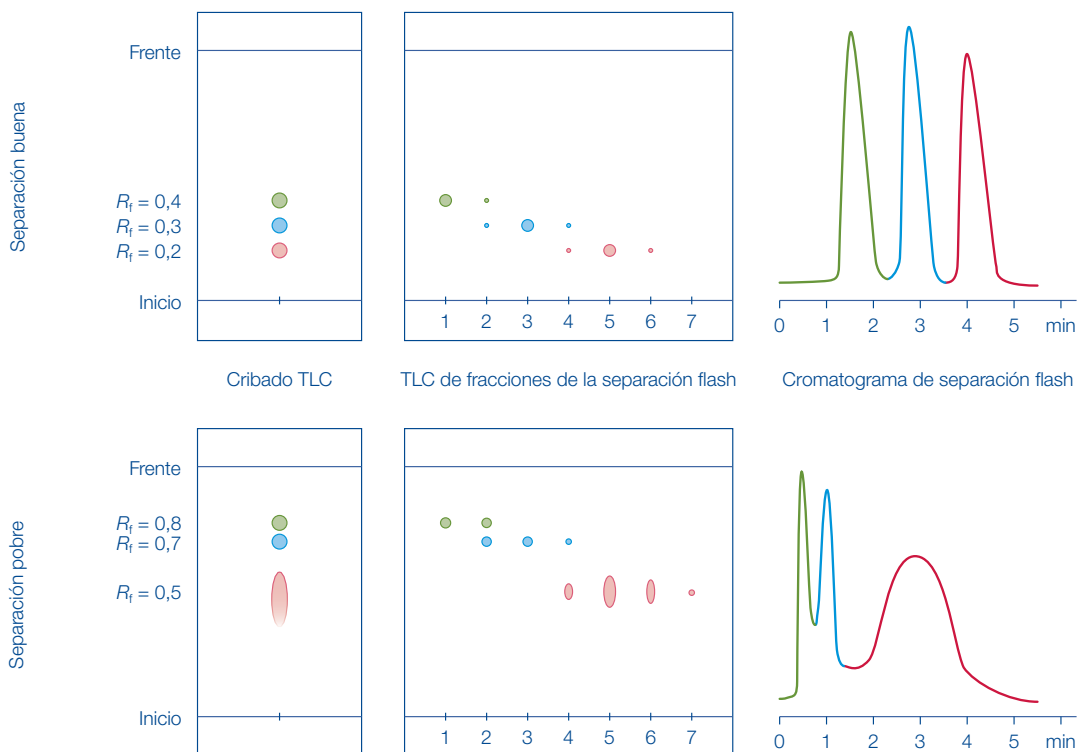 Separación buena
Frente
Rf = 0,4
Rf = 0,3
Rf = 0,2
Inicio
1 2 3 4 5 6 7
0 1 2 3 4 5 min
Cribado TLC
TLC de fracciones de la separación flash
Cromatograma de separación flash
Separación pobre
Frente
Rf = 0,8
Rf = 0,7
Rf = 0,5
Inicio
1 2 3 4 5 6 7
0 1 2 3 4 5 min